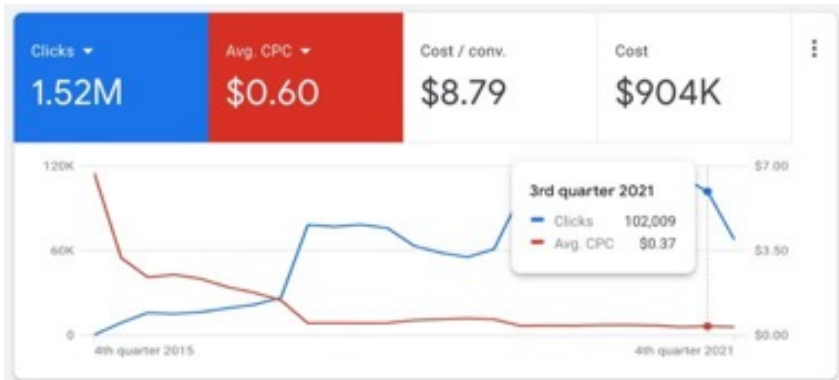 Clicks
1.52M
Avg. CPC
$0.60
Cost / conv.
$8.79
Cost
$904K
120K
60K
0
$7.00
$3.50
$0.00
3rd quarter 2021
Clicks 102,009
Avg. CPC $0.37
4th quarter 2015
4th quarter 2021